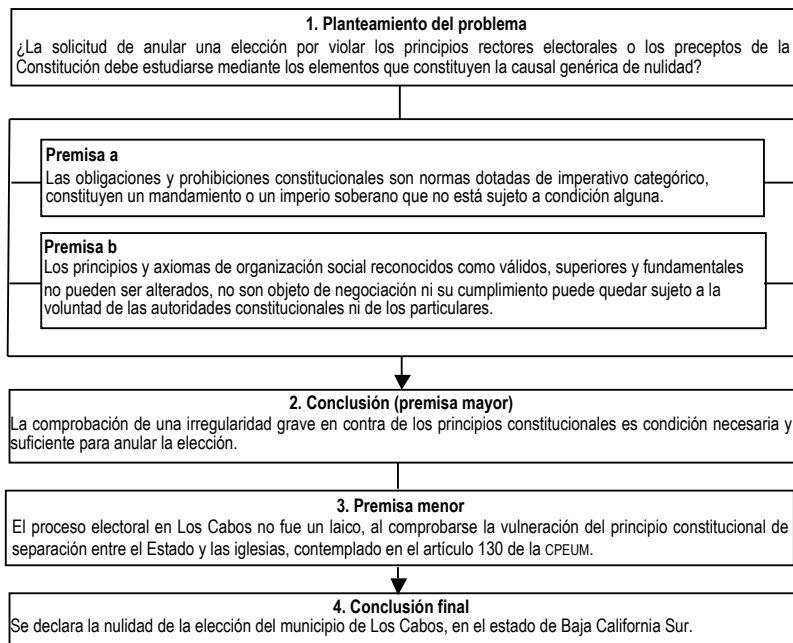 1. Planteamiento del problema
¿La solicitud de anular una elección por violar los principios rectores electorales o los preceptos de la
Constitución debe estudiarse mediante los elementos que constituyen la causal genérica de nulidad?
Premisa a
Las obligaciones y prohibiciones constitucionales son normas dotadas de imperativo categórico,
constituyen un mandamiento o un imperio soberano que no está sujeto a condición alguna.
Premisa b
Los principios y axiomas de organización social reconocidos como válidos, superiores y fundamentales
no pueden ser alterados, no son objeto de negociación ni su cumplimiento puede quedar sujeto a la
voluntad de las autoridades constitucionales ni de los particulares.
2. Conclusión (premisa mayor)
La comprobación de una irregularidad grave en contra de los principios constitucionales es condición necesaria y
suficiente para anular la elección.
3. Premisa menor
El proceso electoral en Los Cabos no fue un laico, al comprobarse la vulneración del principio constitucional de
separación entre el Estado y las iglesias, contemplado en el artículo 130 de la CPEUM.
4. Conclusión final
Se declara la nulidad de la elección del municipio de Los Cabos, en el estado de Baja California Sur.